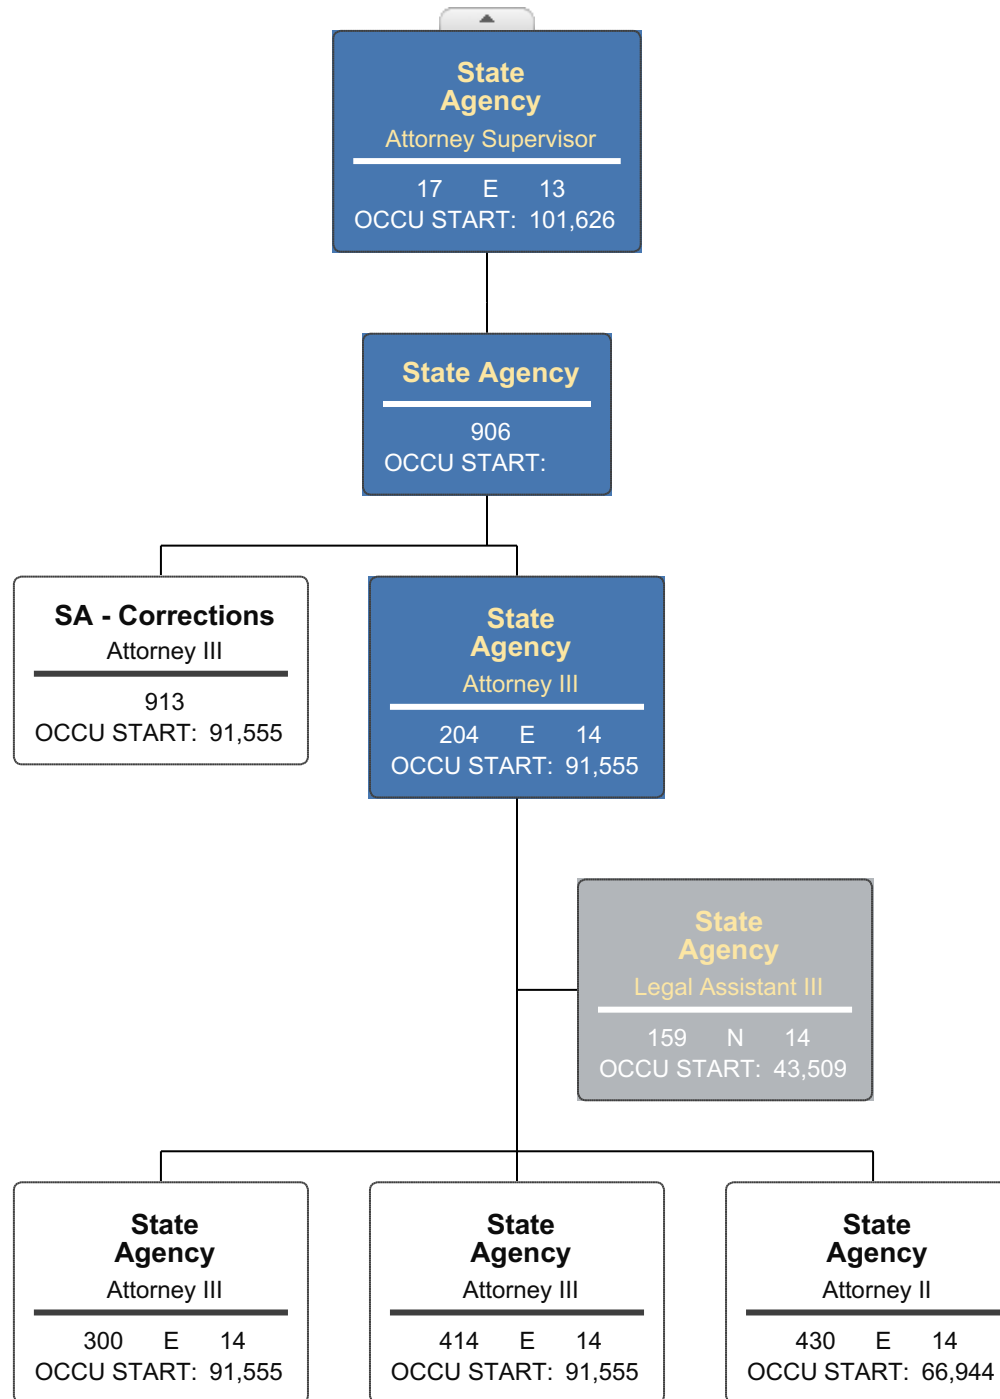 State
Agency
Attorney Supervisor
17 E 13
OCCU START: 101,626
State Agency
906
OCCU START:
SA - Corrections
Attorney III
913
OCCU START: 91,555
State
Agency
Attorney III
204 E 14
OCCU START: 91,555
State
Agency
Legal Assistant III
159 N 14
OCCU START: 43,509
State
Agency
Attorney III
300 E 14
OCCU START: 91,555
State
Agency
Attorney III
414 E 14
OCCU START: 91,555
State
Agency
Attorney II
430 E 14
OCCU START: 66,944